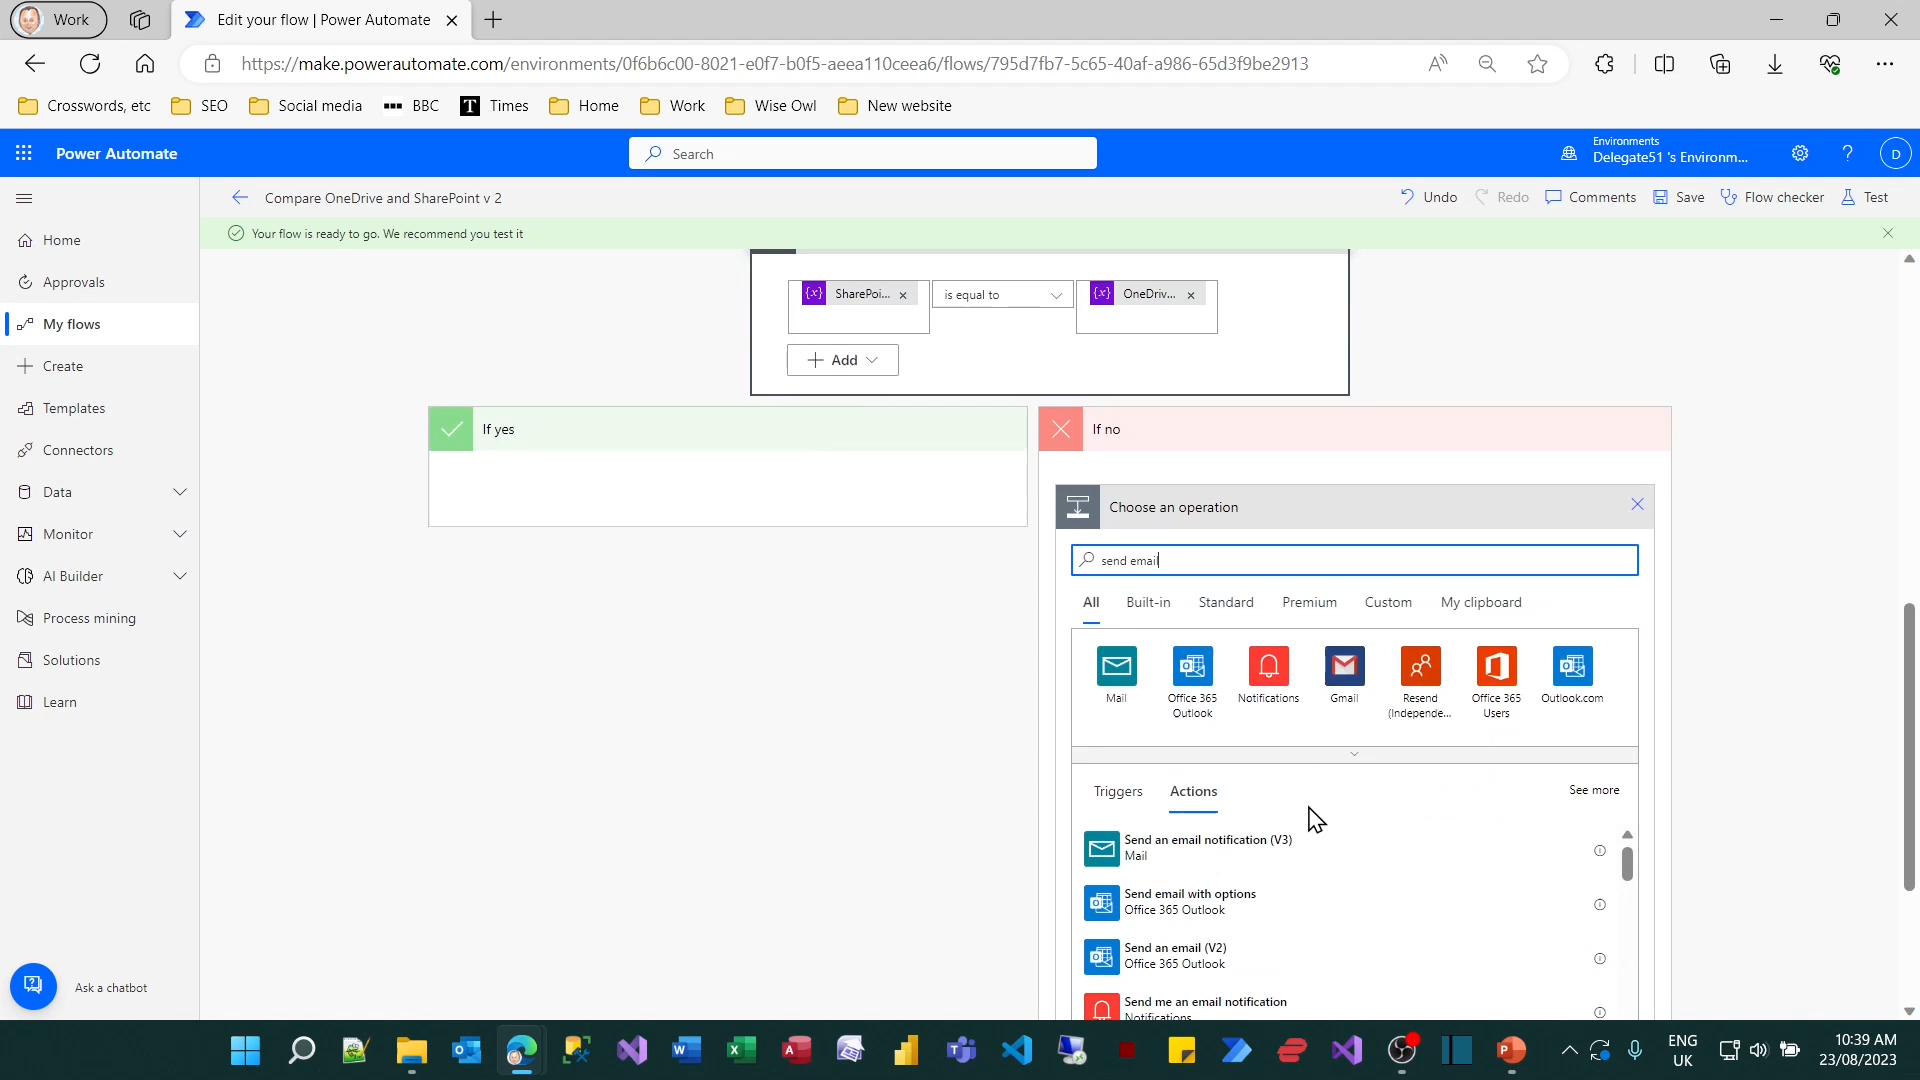 Work
Edit your flow | Power Automate
https://make.powerautomate.com/environments/0f6b6c00-8021-e0f7-b0f5-aeea110ceea6/flows/795d7fb7-5c65-40af-a986-65d3f9be2913
Crosswords, etc
SEO
Social media
BBC
T Times
Home
Work
Wise Owl
New website
Power Automate
Search
Environments
Delegate51 's Environm...
D
Compare OneDrive and SharePoint v 2
Undo
Redo
Comments
Save
Flow checker
Test
Your flow is ready to go. We recommend you test it
Home
Approvals
My flows
Create
Templates
Connectors
Data
Monitor
AI Builder
Process mining
Solutions
Learn
Ask a chatbot
{x} SharePoi...
is equal to
{x} OneDriv...
Add
If yes
If no
Choose an operation
send email
All
Built-in
Standard
Premium
Custom
My clipboard
Mail
Office 365
Outlook
Notifications
Gmail
Resend
(Independe...
Office 365
Users
Outlook.com
Triggers
Actions
See more
Send an email notification (V3)
Mail
Send email with options
Office 365 Outlook
Send an email (V2)
Office 365 Outlook
Send me an email notification
Notifications
ENG
UK
10:39 AM
23/08/2023